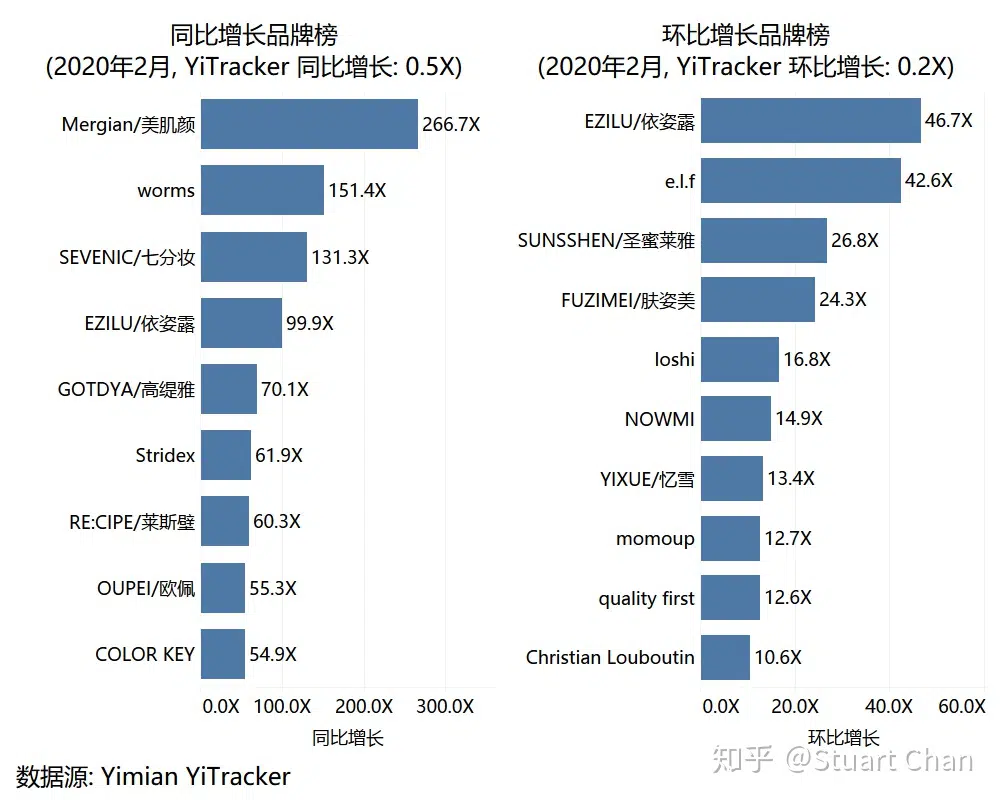 同比增长品牌榜
(2020年2月, YiTracker 同比增长: 0.5X)
Mergian/美肌颜 266.7X
worms 151.4X
SEVENIC/七分妆 131.3X
EZILU/依姿露 99.9X
GOTDYA/高缇雅 70.1X
Stridex 61.9X
RE:CIPE/莱斯壁 60.3X
OUPEI/欧佩 55.3X
COLOR KEY 54.9X
0.0X 100.0X 200.0X 300.0X
同比增长
环比增长品牌榜
(2020年2月, YiTracker 环比增长: 0.2X)
EZILU/依姿露 46.7X
e.l.f 42.6X
SUNSSHEN/圣蜜莱雅 26.8X
FUZIMEI/肤姿美 24.3X
loshi 16.8X
NOWMI 14.9X
YIXUE/忆雪 13.4X
momoup 12.7X
quality first 12.6X
Christian Louboutin 10.6X
0.0X 20.0X 40.0X 60.0X
环比增长
数据源: Yimian YiTracker
知乎 @Stuart Chan